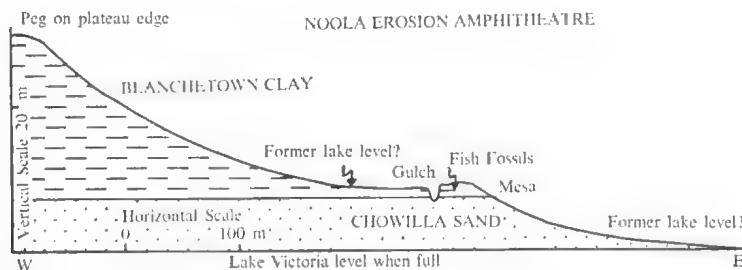 Peg on plateau edge
NOOLA EROSION AMPHITHEATRE
BLANCHETOWN CLAY
Vertical Scale 20 m
Former lake level?
Gulch
Fish Fossils
Mesa
Horizontal Scale
0 100 m
CHOWILLA SAND
Former lake level?
W
Lake Victoria level when full
E